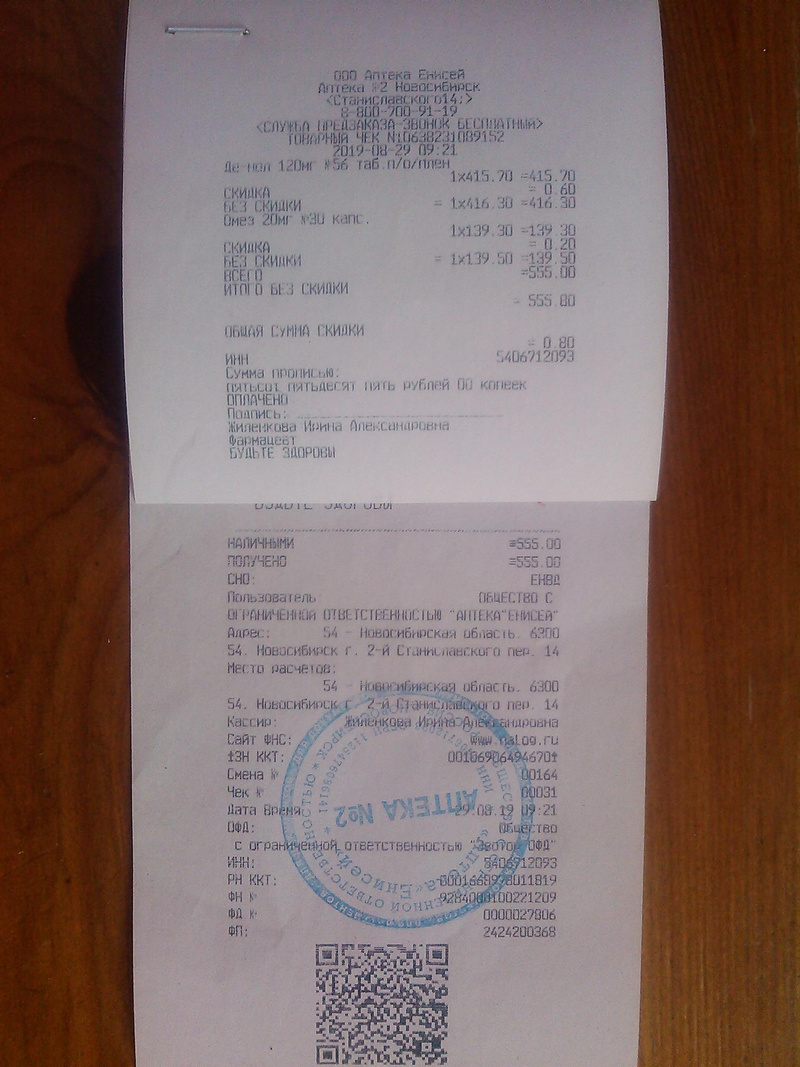 ООО Аптека Енисей
Аптека №2 Новосибирск
<Станиславского14;>
8-800-700-91-19
<СЛУЖБА ПРЕДЗАКАЗА-ЗВОНОК БЕСПЛАТНЫЙ>
ТОВАРНЫЙ ЧЕК N10638231089152
2019-08-29 09:21
Де нол 120мг №56 таб.п/о/плен
1x415.70 =415.70
СКИДКА = 0.60
БЕЗ СКИДКИ = 1x416.30 =416.30
Омез 20мг №30 капс.
1x139.30 =139.30
СКИДКА = 0.20
БЕЗ СКИДКИ = 1x139.50 =139.50
ВСЕГО =555.00
ИТОГО БЕЗ СКИДКИ
= 555.80
ОБЩАЯ СУММА СКИДКИ
= 0.80
ИНН 5406712093
Сумма прописью:
пятьсот пятьдесят пять рублей 00 копеек
ОПЛАЧЕНО
Подпись:
Жиленкова Ирина Александровна
Фармацевт
БУДЬТЕ ЗДОРОВЫ
БУДЬТЕ ЗДОРОВЫ
НАЛИЧНЫМИ =555.00
ПОЛУЧЕНО =555.00
СНО: ЕНВД
Пользователь ОБЩЕСТВО С
ОГРАНИЧЕННОЙ ОТВЕТСТВЕННОСТЬЮ "АПТЕКА"ЕНИСЕЙ"
Адрес: 54 - Новосибирская область. 6300
54. Новосибирск г. 2-й Станиславского пер. 14
Место расчетов:
54 - Новосибирская область. 6300
54. Новосибирск г. 2-й Станиславского пер. 14
Кассир: Жиленкова Ирина Александровна
Сайт ФНС: www.nalog.ru
ЗН ККТ: 00106906494670
Смена № 00164
Чек № 00031
Дата Время 29.08.19 09:21
ОФД: Общество
с ограниченной ответственностью
ИНН:
РН ККТ:
ФН №
ФД № 0000027806
ФП: 2424200368
АПТЕКА №2